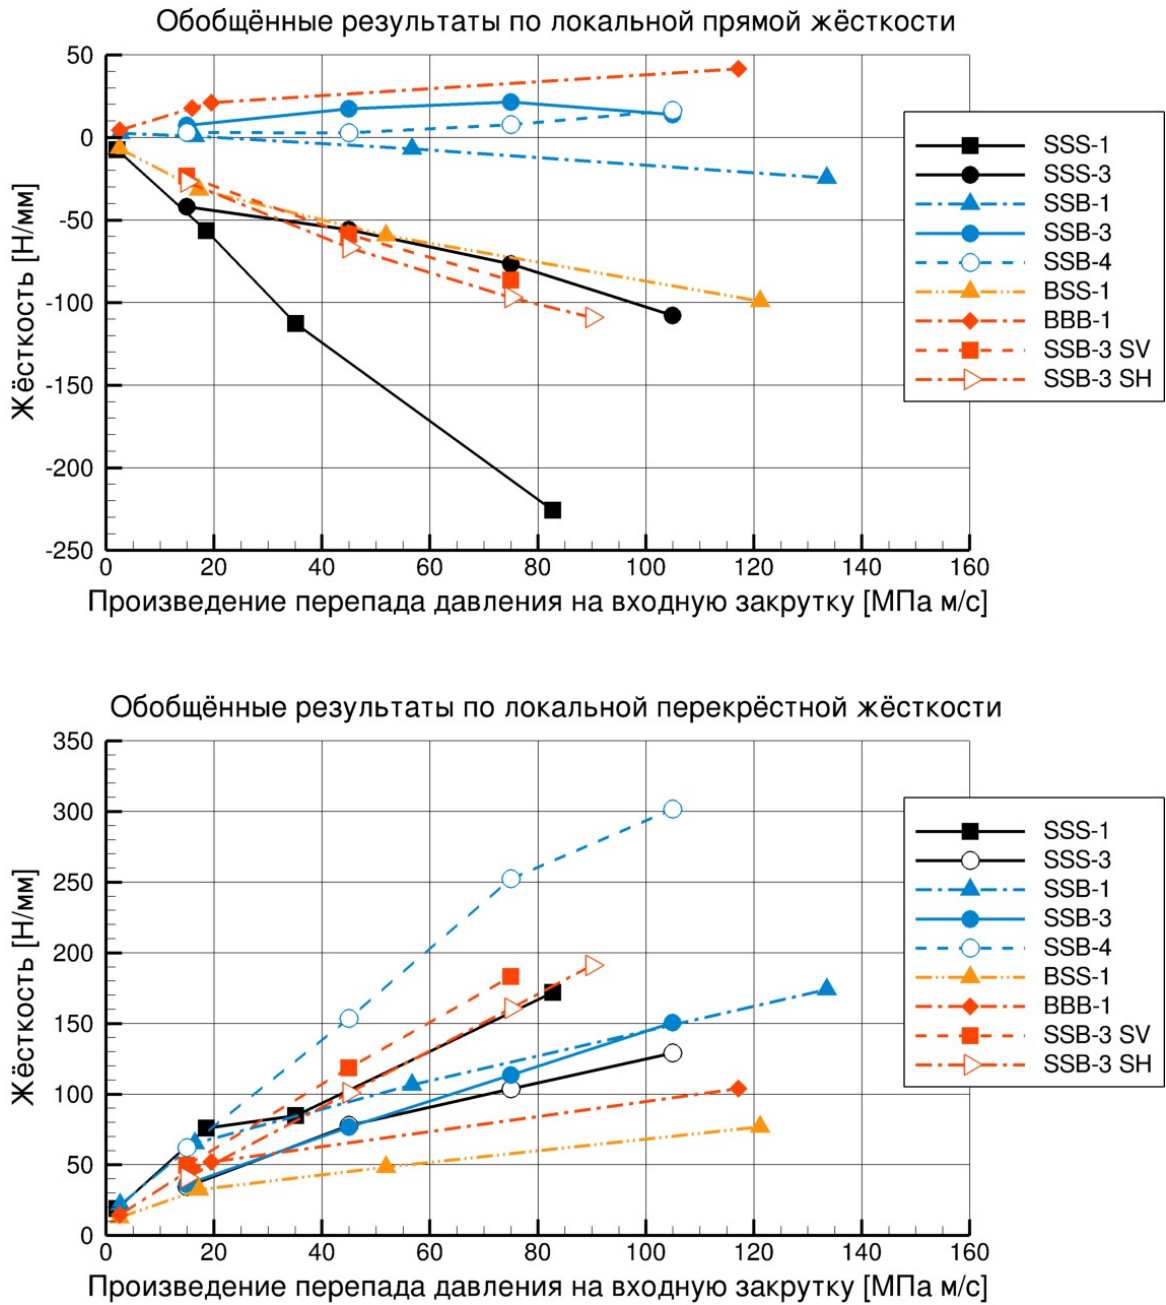 Обобщённые результаты по локальной прямой жёсткости
50
0
-50
-100
-150
-200
-250
Жёсткость [Н/мм]
0 20 40 60 80 100 120 140 160
Произведение перепада давления на входную закрутку [МПа м/с]
SSS-1
SSS-3
SSB-1
SSB-3
SSB-4
BSS-1
BBB-1
SSB-3 SV
SSB-3 SH
Обобщённые результаты по локальной перекрёстной жёсткости
350
300
250
200
150
100
50
0
Жёсткость [Н/мм]
0 20 40 60 80 100 120 140 160
Произведение перепада давления на входную закрутку [МПа м/с]
SSS-1
SSS-3
SSB-1
SSB-3
SSB-4
BSS-1
BBB-1
SSB-3 SV
SSB-3 SH